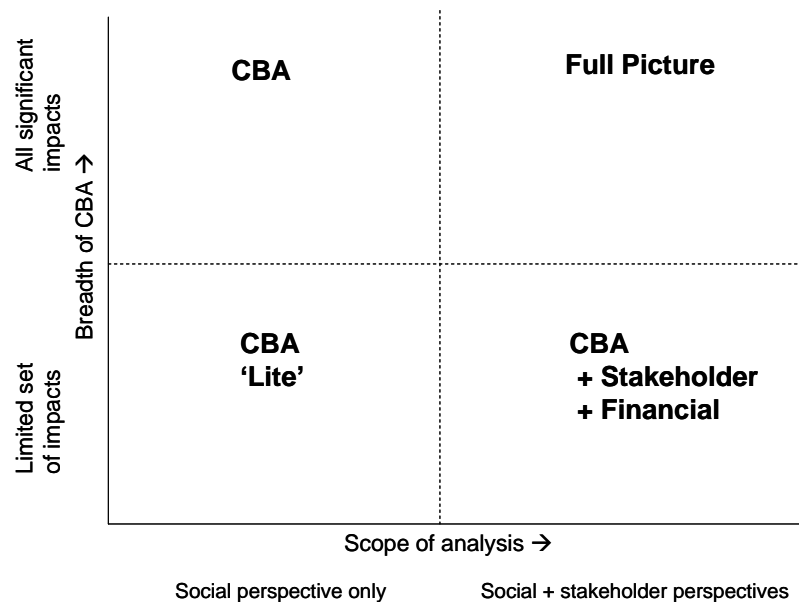 All significant
impacts
Breadth of CBA →
Limited set
of impacts
CBA
Full Picture
CBA
‘Lite’
CBA
+ Stakeholder
+ Financial
Scope of analysis →
Social perspective only
Social + stakeholder perspectives